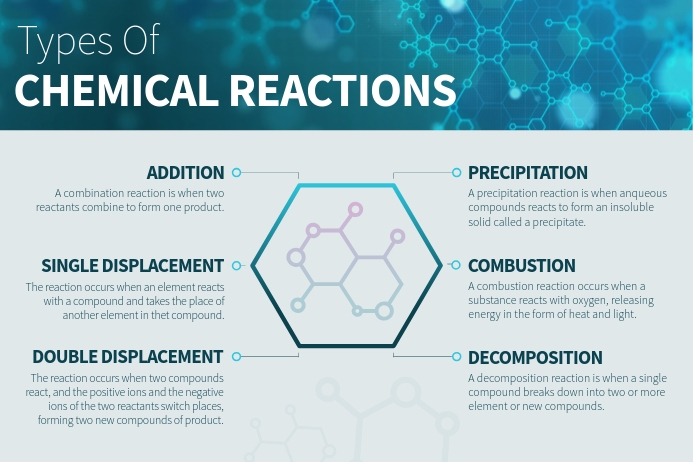 Types Of
CHEMICAL REACTIONS
ADDITION
A combination reaction is when two
reactants combine to form one product.
SINGLE DISPLACEMENT
The reaction occurs when an element reacts
with a compound and takes the place of
another element in thet compound.
DOUBLE DISPLACEMENT
The reaction occurs when two compounds
react, and the positive ions and the negative
ions of the two reactants switch places,
forming two new compounds of product.
PRECIPITATION
A precipitation reaction is when anqueous
compounds reacts to form an insoluble
solid called a precipitate.
COMBUSTION
A combustion reaction occurs when a
substance reacts with oxygen, releasing
energy in the form of heat and light.
DECOMPOSITION
A decomposition reaction is when a single
compound breaks down into two or more
element or new compounds.